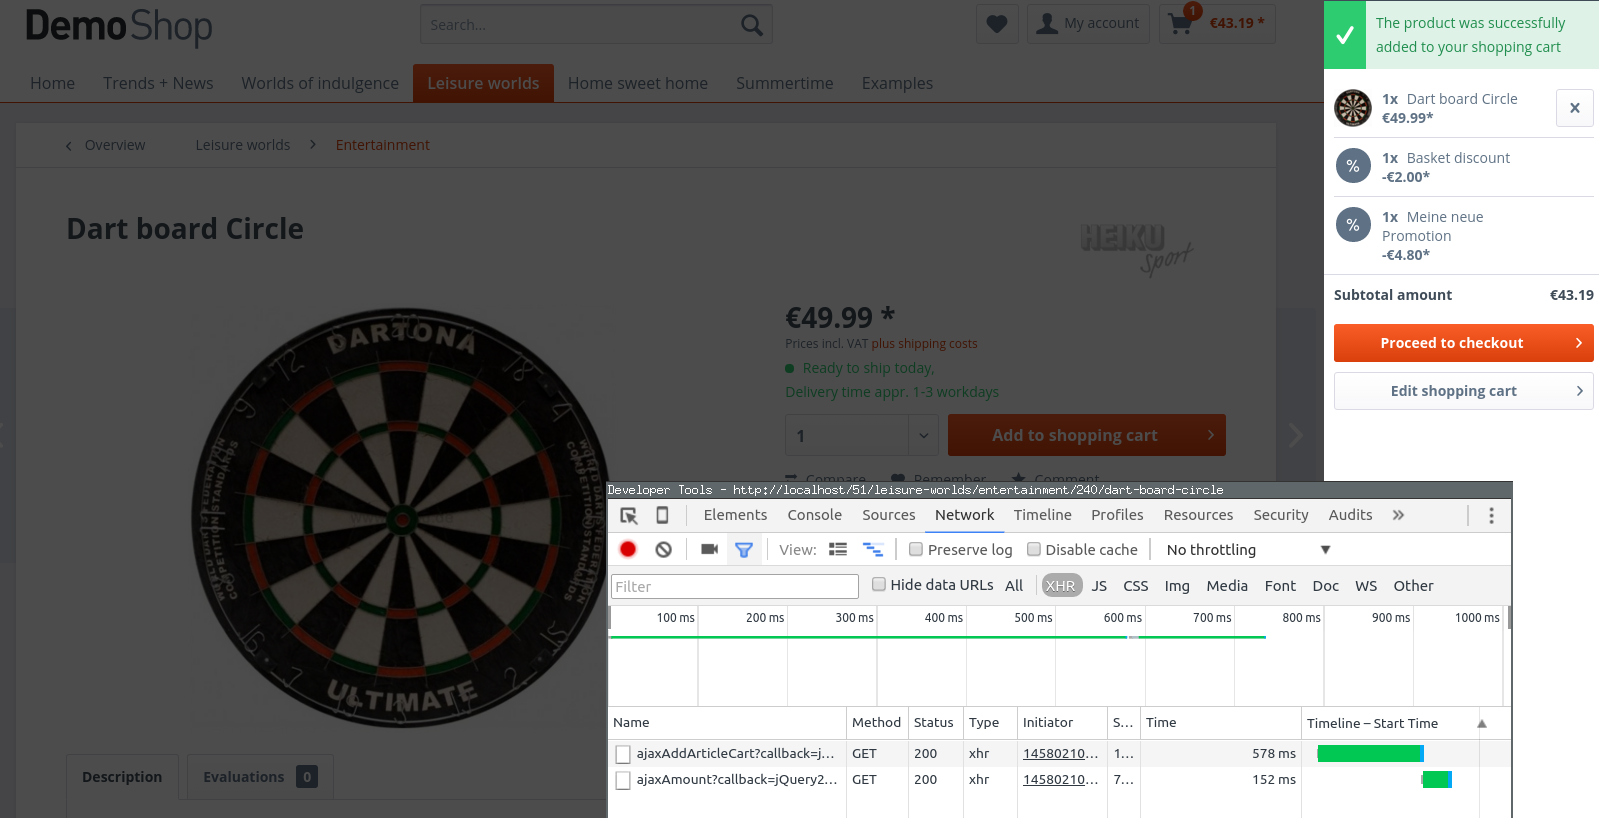 DemoShop
Search...
My account
1
€43.19 *
Home
Trends + News
Worlds of indulgence
Leisure worlds
Home sweet home
Summertime
Examples
Overview
Leisure worlds
Entertainment
Dart board Circle
HEIKU
Sport
DARTONA
20
12
18
9
4
ULTIMATE
€49.99 *
Prices incl. VAT plus shipping costs
Ready to ship today,
Delivery time appr. 1-3 workdays
1
Add to shopping cart
Compare
Remember
Comment
Description
Evaluations 0
The product was successfully
added to your shopping cart
1x Dart board Circle
€49.99*
% 1x Basket discount
-€2.00*
% 1x Meine neue
Promotion
-€4.80*
Subtotal amount €43.19
Proceed to checkout
Edit shopping cart
Developer Tools - http://localhost/51/leisure-worlds/entertainment/240/dart-board-circle
Elements Console Sources Network Timeline Profiles Resources Security Audits »
View: Preserve log Disable cache No throttling
Filter Hide data URLs All XHR JS CSS Img Media Font Doc WS Other
100 ms 200 ms 300 ms 400 ms 500 ms 600 ms 700 ms 800 ms 900 ms 1000 ms
Name Method Status Type Initiator S... Time Timeline – Start Time
ajaxAddArticleCart?callback=j... GET 200 xhr 14580210... 1... 578 ms
ajaxAmount?callback=jQuery2... GET 200 xhr 14580210... 7... 152 ms